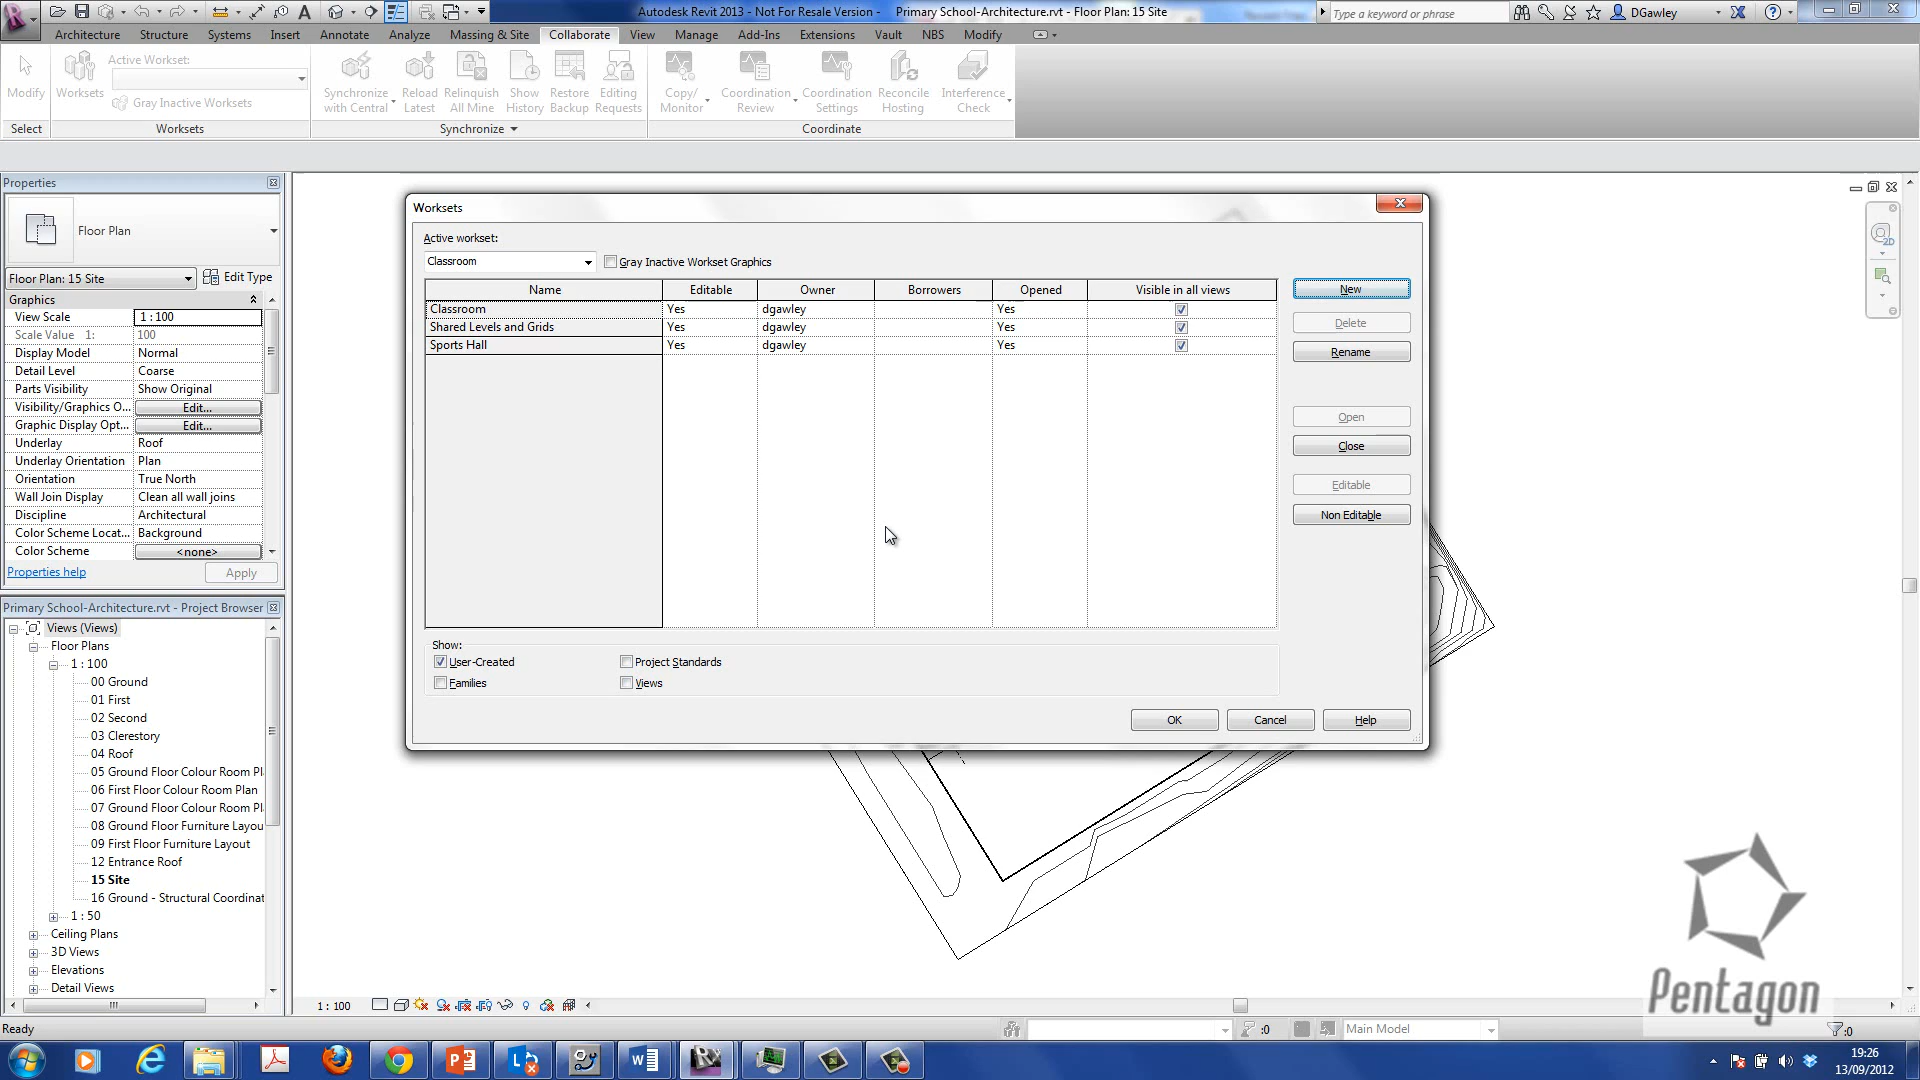 Autodesk Revit 2013 - Not For Resale Version - Primary School-Architecture.rvt - Floor Plan: 15 Site
Type a keyword or phrase
DGawley
Architecture Structure Systems Insert Annotate Analyze Massing & Site Collaborate View Manage Add-Ins Extensions Vault NBS Modify
Modify
Worksets
Active Workset:
Gray Inactive Worksets
Synchronize with Central
Reload Latest
Relinquish All Mine
Show History
Restore Backup
Editing Requests
Copy/ Monitor
Coordination Review
Coordination Settings
Reconcile Hosting
Interference Check
Select Worksets Synchronize Coordinate
Properties
Floor Plan
Floor Plan: 15 Site Edit Type
Graphics
View Scale 1 : 100
Scale Value 1: 100
Display Model Normal
Detail Level Coarse
Parts Visibility Show Original
Visibility/Graphics O... Edit...
Graphic Display Opt... Edit...
Underlay Roof
Underlay Orientation Plan
Orientation True North
Wall Join Display Clean all wall joins
Discipline Architectural
Color Scheme Locat... Background
Color Scheme <none>
Properties help Apply
Primary School-Architecture.rvt - Project Browser
Views (Views)
Floor Plans
1 : 100
00 Ground
01 First
02 Second
03 Clerestory
04 Roof
05 Ground Floor Colour Room Pl
06 First Floor Colour Room Plan
07 Ground Floor Colour Room Pl
08 Ground Floor Furniture Layou
09 First Floor Furniture Layout
12 Entrance Roof
15 Site
16 Ground - Structural Coordinat
1 : 50
Ceiling Plans
3D Views
Elevations
Detail Views
Worksets
Active workset:
Classroom Gray Inactive Workset Graphics
Name Editable Owner Borrowers Opened Visible in all views
Classroom Yes dgawley Yes
Shared Levels and Grids Yes dgawley Yes
Sports Hall Yes dgawley Yes
New
Delete
Rename
Open
Close
Editable
Non Editable
Show:
User-Created Project Standards
Families Views
OK Cancel Help
2D
Pentagon
1 : 100
Ready
:0
Main Model
:0
19:26
13/09/2012